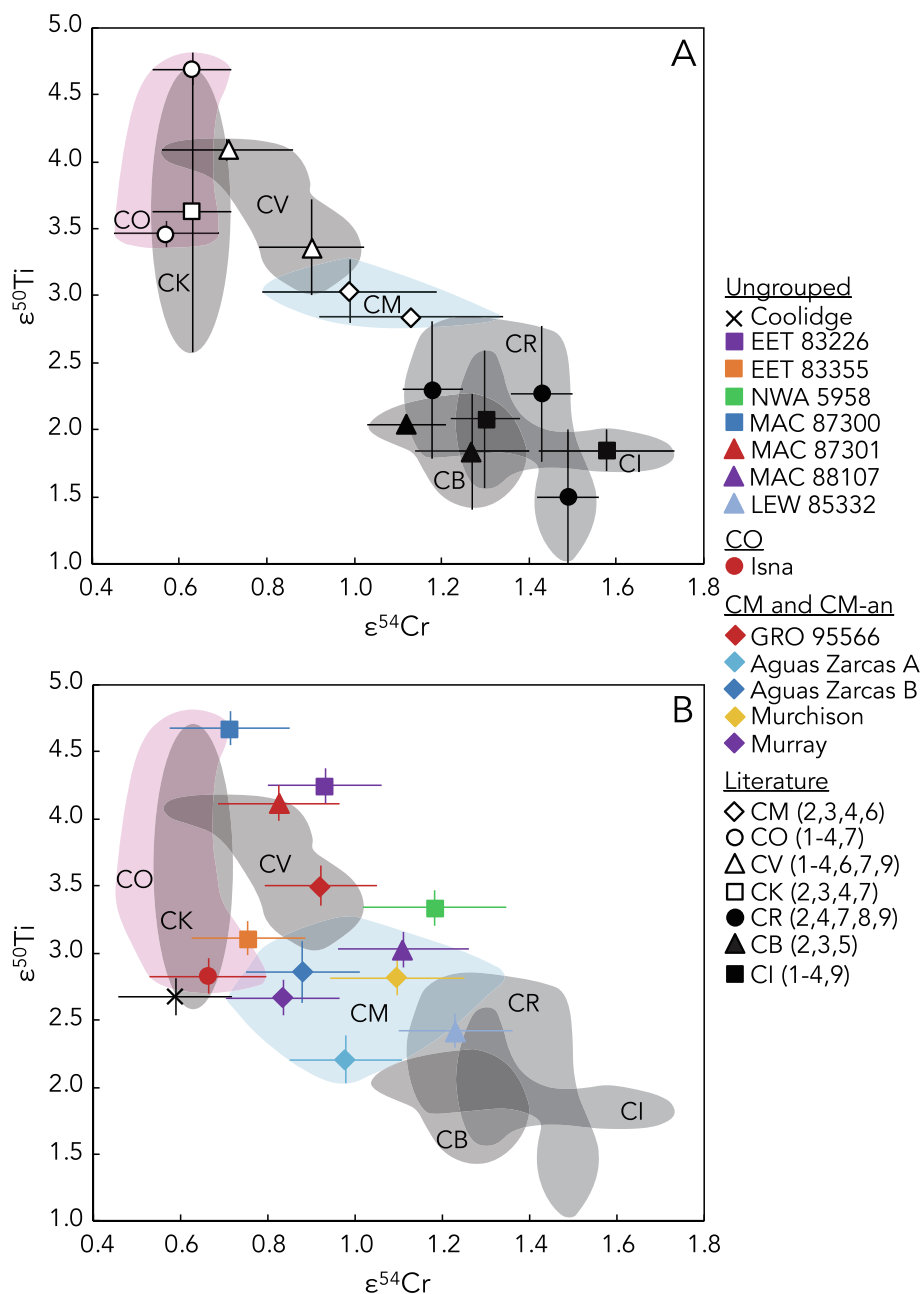 A
5.0
4.5
4.0
3.5
3.0
2.5
2.0
1.5
1.0
ε⁵⁰Ti
CO
CK
CV
CM
CR
CB
CI
0.4 0.6 0.8 1.0 1.2 1.4 1.6 1.8
ε⁵⁴Cr
B
5.0
4.5
4.0
3.5
3.0
2.5
2.0
1.5
1.0
ε⁵⁰Ti
CO
CK
CV
CM
CR
CB
CI
0.4 0.6 0.8 1.0 1.2 1.4 1.6 1.8
ε⁵⁴Cr
Ungrouped
Coolidge
EET 83226
EET 83355
NWA 5958
MAC 87300
MAC 87301
MAC 88107
LEW 85332
CO
Isna
CM and CM-an
GRO 95566
Aguas Zarcas A
Aguas Zarcas B
Murchison
Murray
Literature
CM (2,3,4,6)
CO (1-4,7)
CV (1-4,6,7,9)
CK (2,3,4,7)
CR (2,4,7,8,9)
CB (2,3,5)
CI (1-4,9)